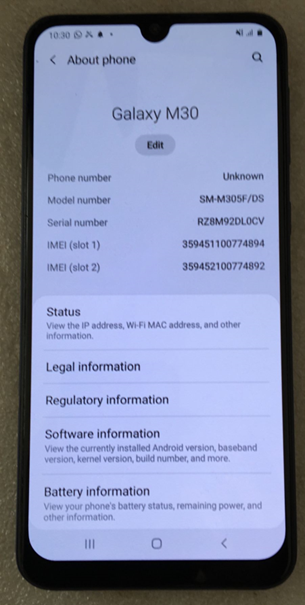 10:30
About phone
Galaxy M30
Edit
Phone number Unknown
Model number SM-M305F/DS
Serial number RZ8M92DL0CV
IMEI (slot 1) 359451100774894
IMEI (slot 2) 359452100774892
Status
View the IP address, Wi-Fi MAC address, and other
information.
Legal information
Regulatory information
Software information
View the currently installed Android version, baseband
version, kernel version, build number, and more.
Battery information
View your phone's battery status, remaining power, and
other information.